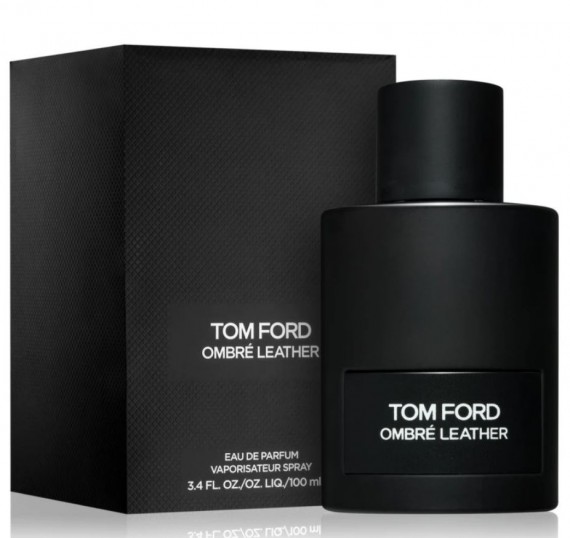 TOM FORD
OMBRÉ LEATHER
EAU DE PARFUM
VAPORISATEUR SPRAY
3.4 FL. OZ./OZ. LIQ./100 ml
TOM FORD
OMBRÉ LEATHER